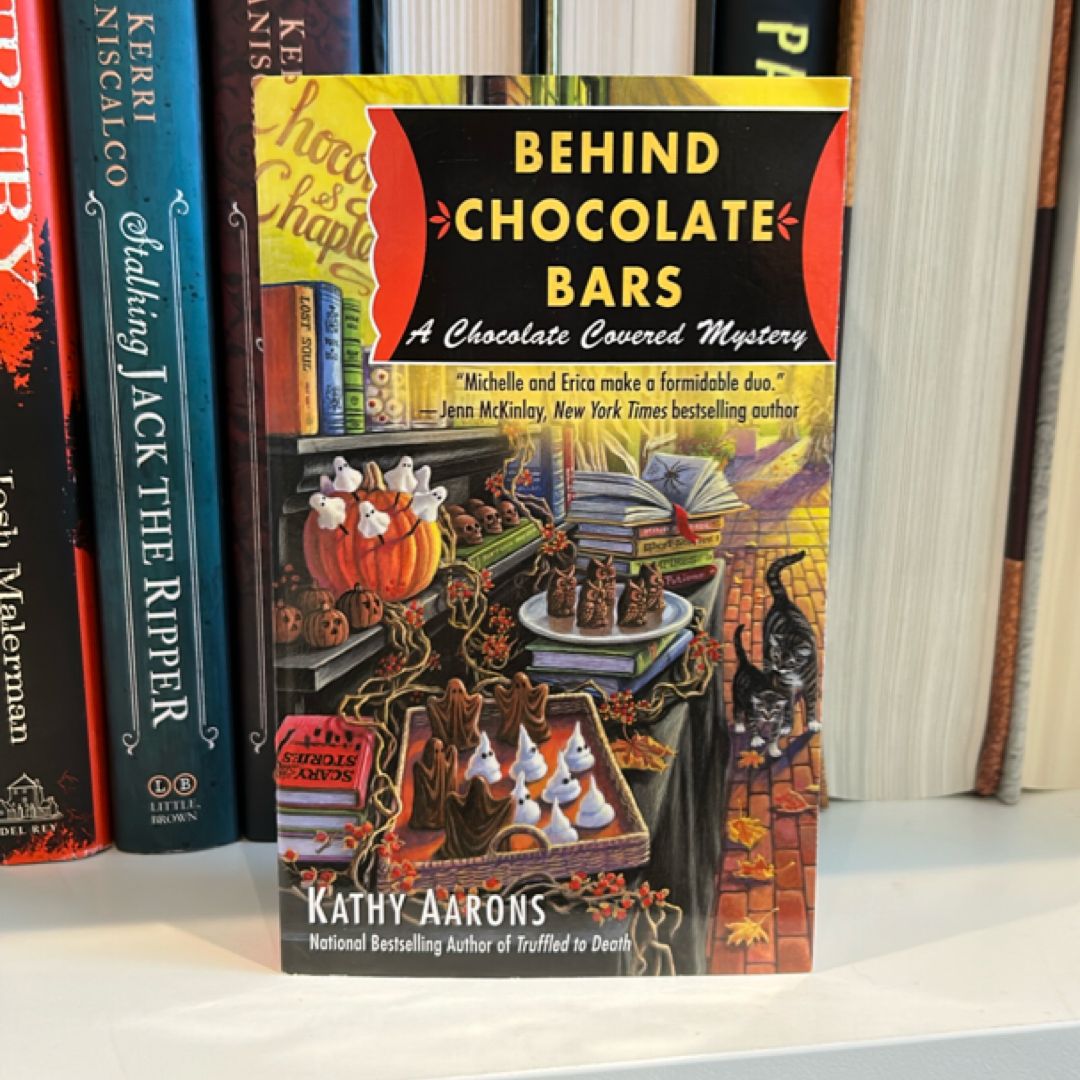 KERRI
NISCALCO
Stalking JACK THE RIPPER
L B
LITTLE, BROWN
Josh Malerman
DEL REY
BEHIND
CHOCOLATE
BARS
A Chocolate Covered Mystery
"Michelle and Erica make a formidable duo."
—Jenn McKinlay, New York Times bestselling author
LOST SOUL
SCARY
STORIES
KATHY AARONS
National Bestselling Author of Truffled to Death